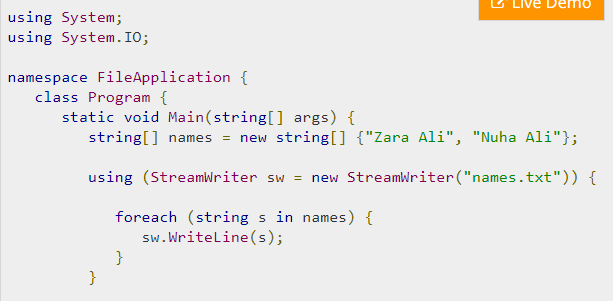 Live Demo
using System;
using System.IO;

namespace FileApplication {
   class Program {
      static void Main(string[] args) {
         string[] names = new string[] {"Zara Ali", "Nuha Ali"};

         using (StreamWriter sw = new StreamWriter("names.txt")) {

            foreach (string s in names) {
               sw.WriteLine(s);
            }
         }